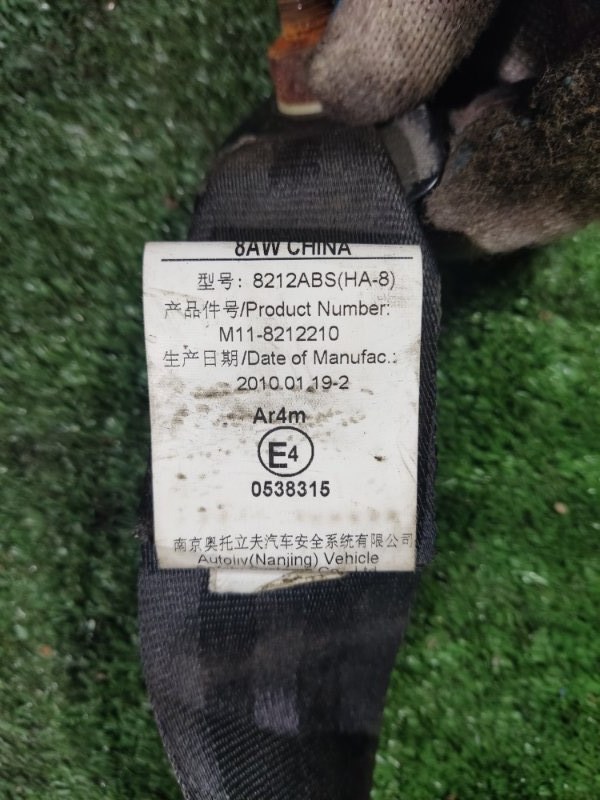 8AW CHINA
型号: 8212ABS(HA-8)
产品件号/Product Number:
M11-8212210
生产日期/Date of Manufac.:
2010.01.19-2
Ar4m
E4
0538315
南京奥托立夫汽车安全系统有限公司
Autoliv(Nanjing) Vehicle
Co., Ltd